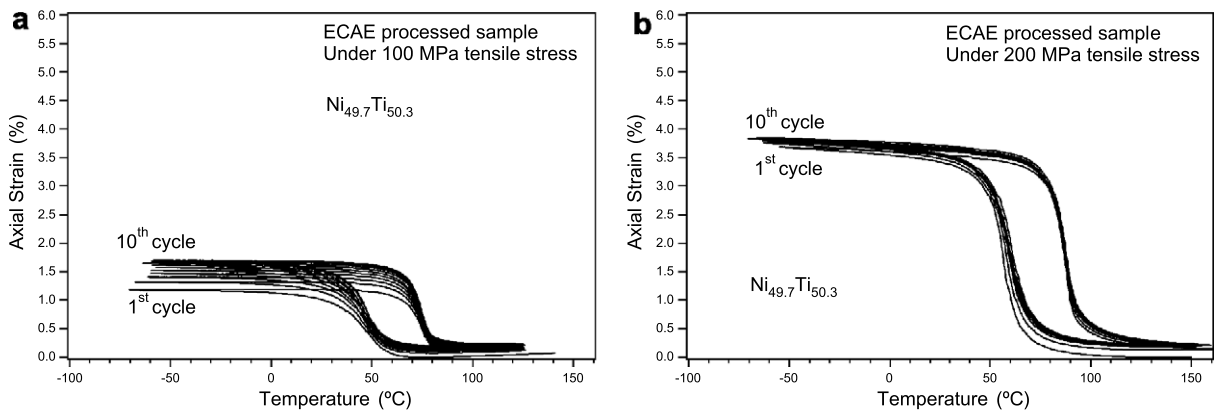 a
ECAE processed sample
Under 100 MPa tensile stress
Ni49.7Ti50.3
10th cycle
1st cycle
Axial Strain (%)
6.0
5.5
5.0
4.5
4.0
3.5
3.0
2.5
2.0
1.5
1.0
0.5
0.0
-100
-50
0
50
100
150
Temperature (ºC)
b
ECAE processed sample
Under 200 MPa tensile stress
10th cycle
1st cycle
Ni49.7Ti50.3
Axial Strain (%)
6.0
5.5
5.0
4.5
4.0
3.5
3.0
2.5
2.0
1.5
1.0
0.5
0.0
-100
-50
0
50
100
150
Temperature (ºC)